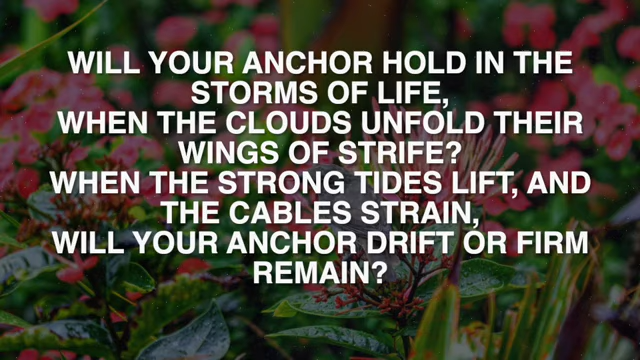 WILL YOUR ANCHOR HOLD IN THE
STORMS OF LIFE,
WHEN THE CLOUDS UNFOLD THEIR
WINGS OF STRIFE?
WHEN THE STRONG TIDES LIFT, AND
THE CABLES STRAIN,
WILL YOUR ANCHOR DRIFT OR FIRM
REMAIN?